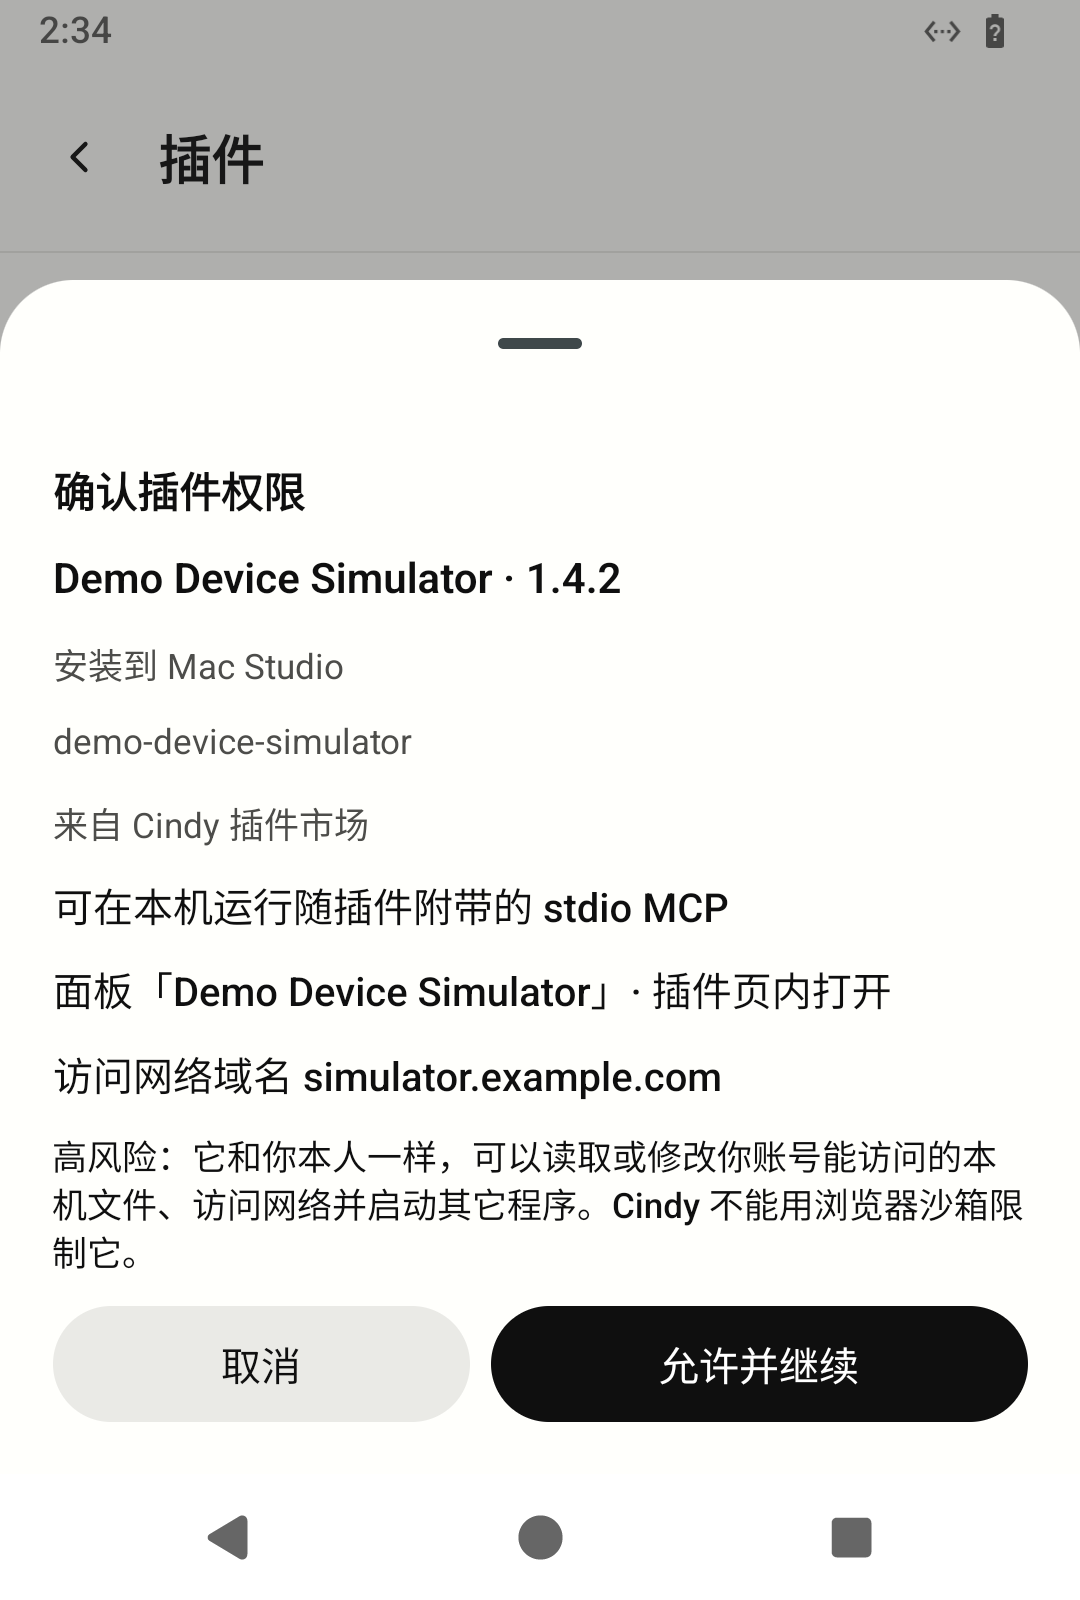 2:34
插件
确认插件权限
Demo Device Simulator · 1.4.2
安装到 Mac Studio
demo-device-simulator
来自 Cindy 插件市场
可在本机运行随插件附带的 stdio MCP
面板「Demo Device Simulator」· 插件页内打开
访问网络域名 simulator.example.com
高风险：它和你本人一样，可以读取或修改你账号能访问的本
机文件、访问网络并启动其它程序。Cindy 不能用浏览器沙箱限
制它。
取消
允许并继续